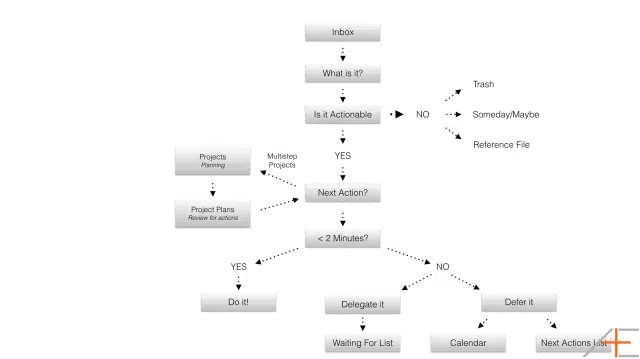 Inbox
What is it?
Is it Actionable
NO
Trash
Someday/Maybe
Reference File
YES
Multistep
Projects
Projects
Planning
Project Plans
Review for actions
Next Action?
< 2 Minutes?
YES
NO
Do it!
Delegate it
Defer it
Waiting For List
Calendar
Next Actions List